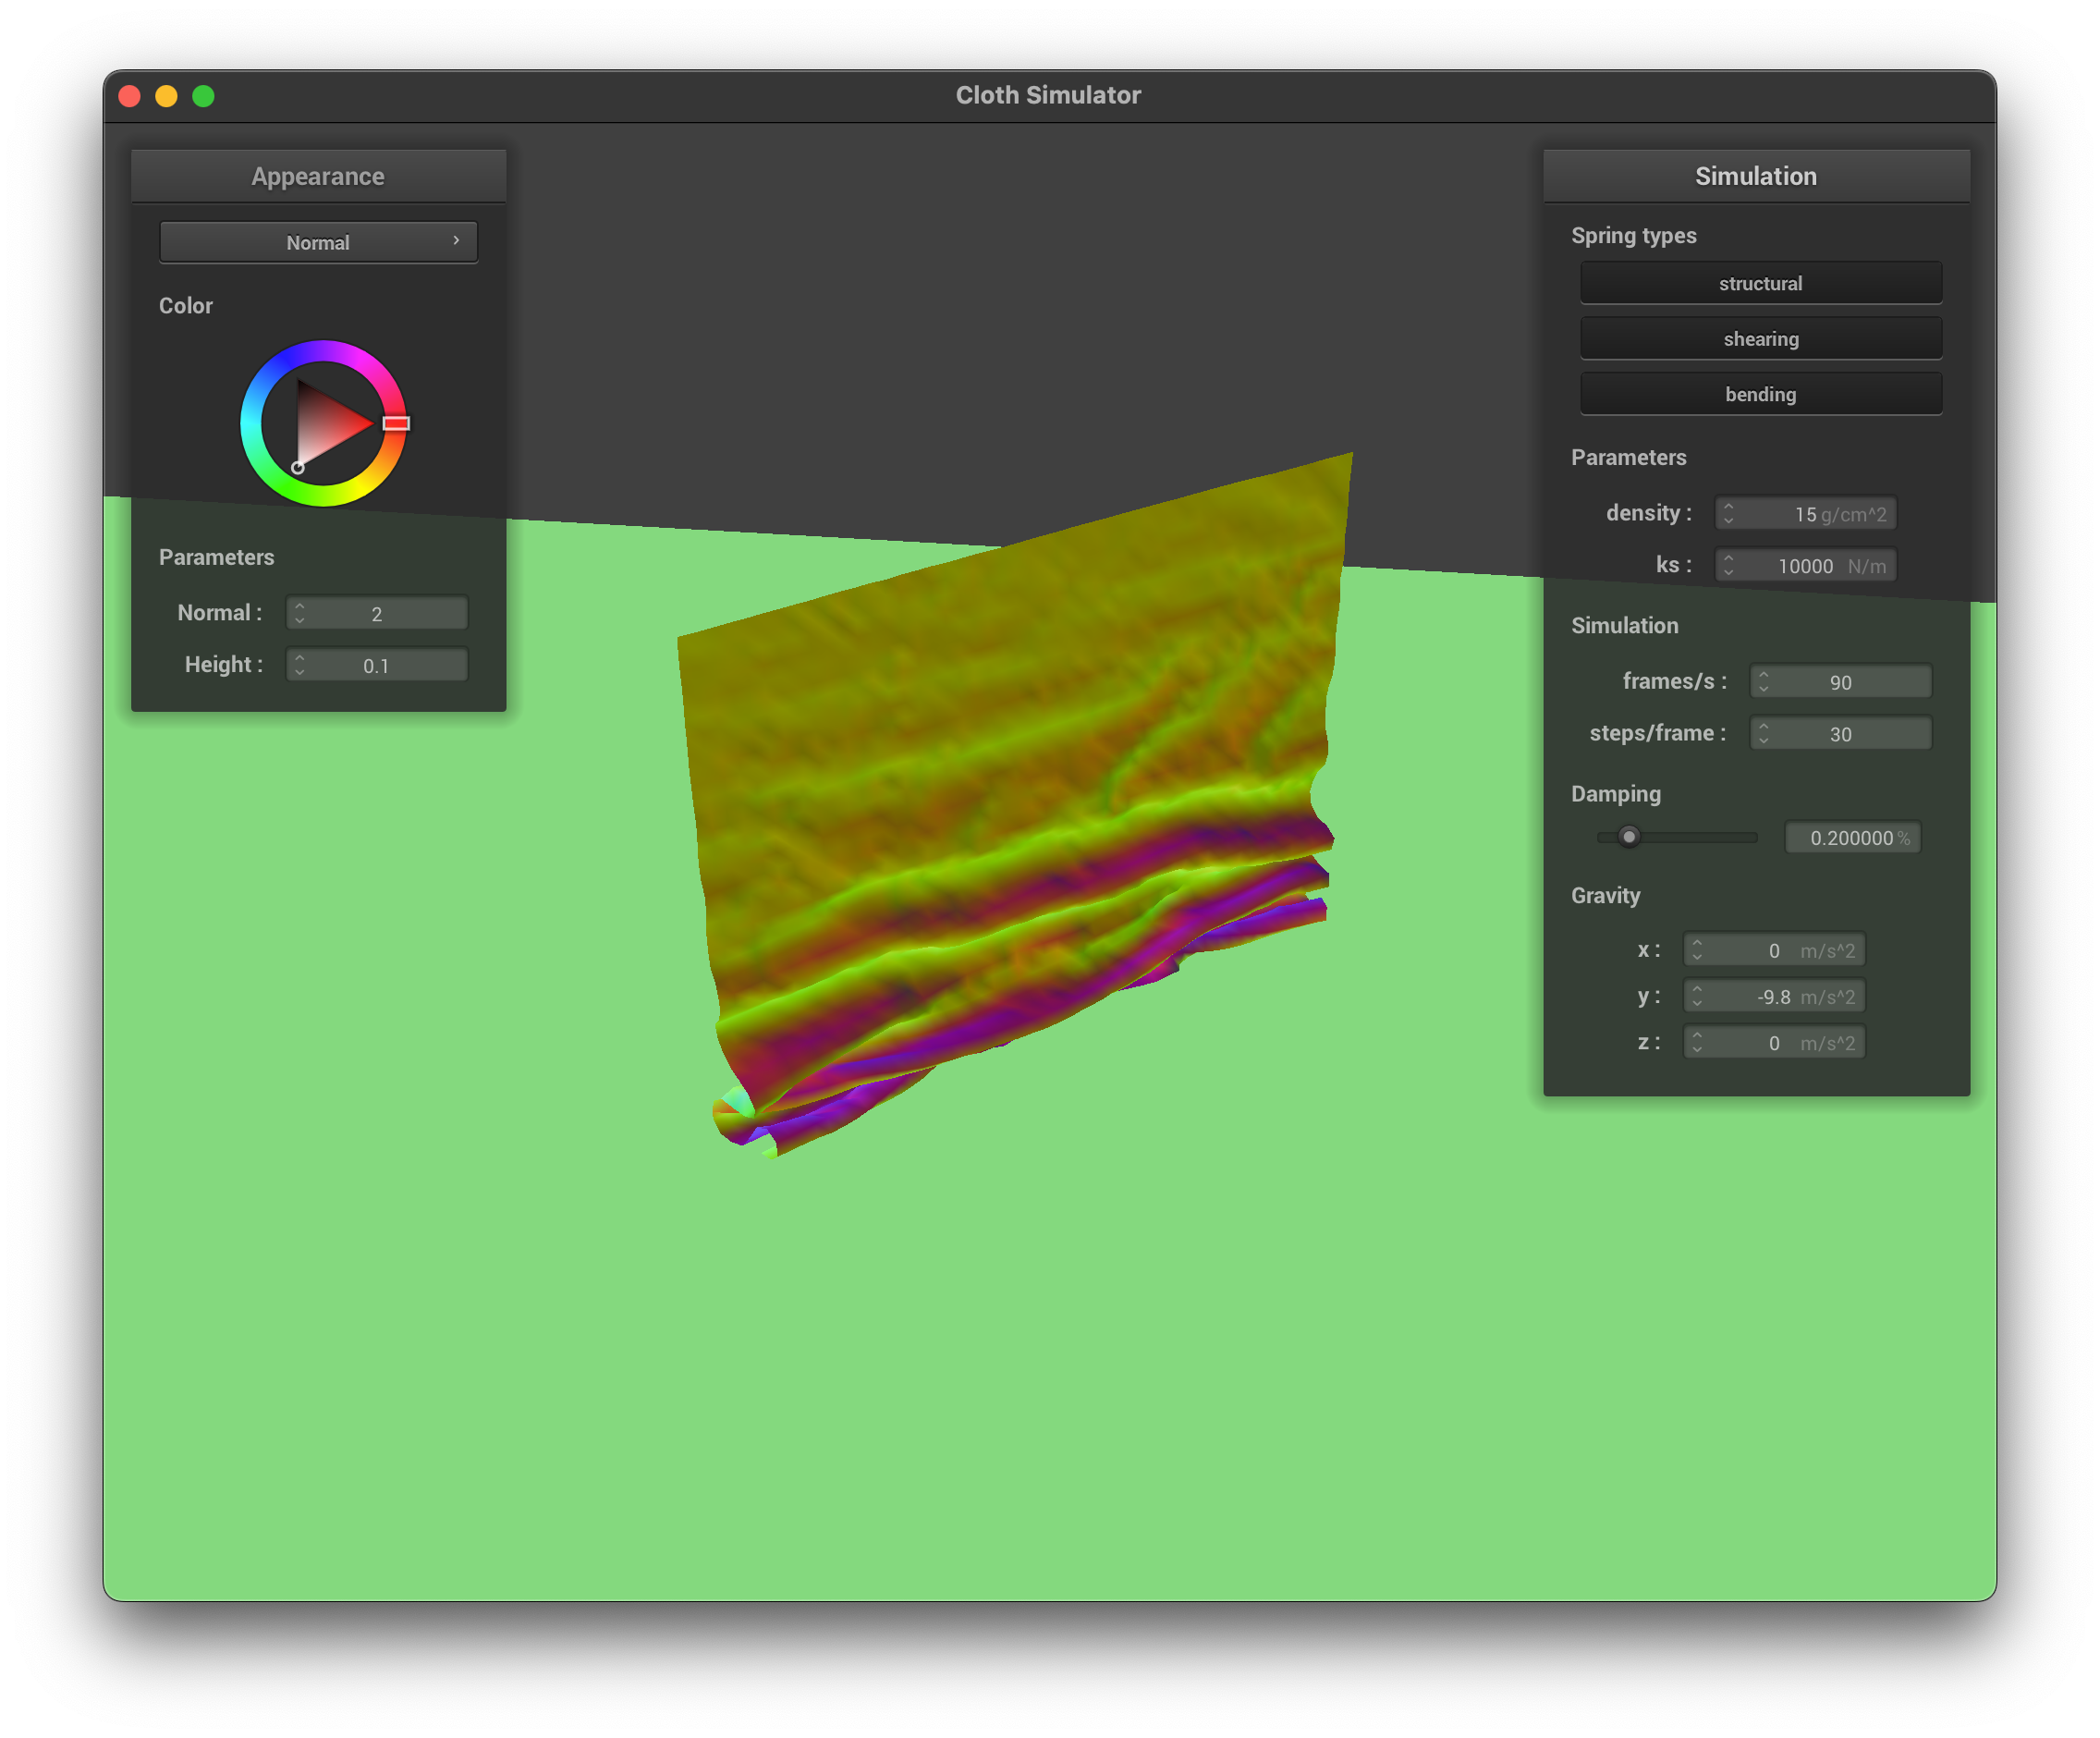 Cloth Simulator
Appearance
Normal
Color
Parameters
Normal : 2
Height : 0.1
Simulation
Spring types
structural
shearing
bending
Parameters
density : 15 g/cm^2
ks : 10000 N/m
Simulation
frames/s : 90
steps/frame : 30
Damping
0.200000 %
Gravity
x : 0 m/s^2
y : -9.8 m/s^2
z : 0 m/s^2